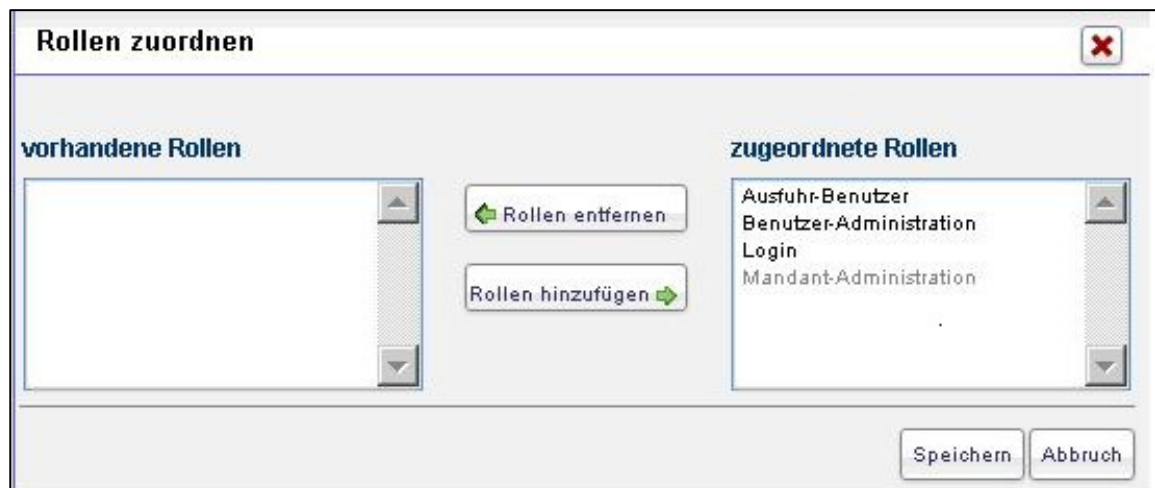 Rollen zuordnen
vorhandene Rollen
Rollen entfernen
Rollen hinzufügen
zugeordnete Rollen
Ausfuhr-Benutzer
Benutzer-Administration
Login
Mandant-Administration
Speichern
Abbruch